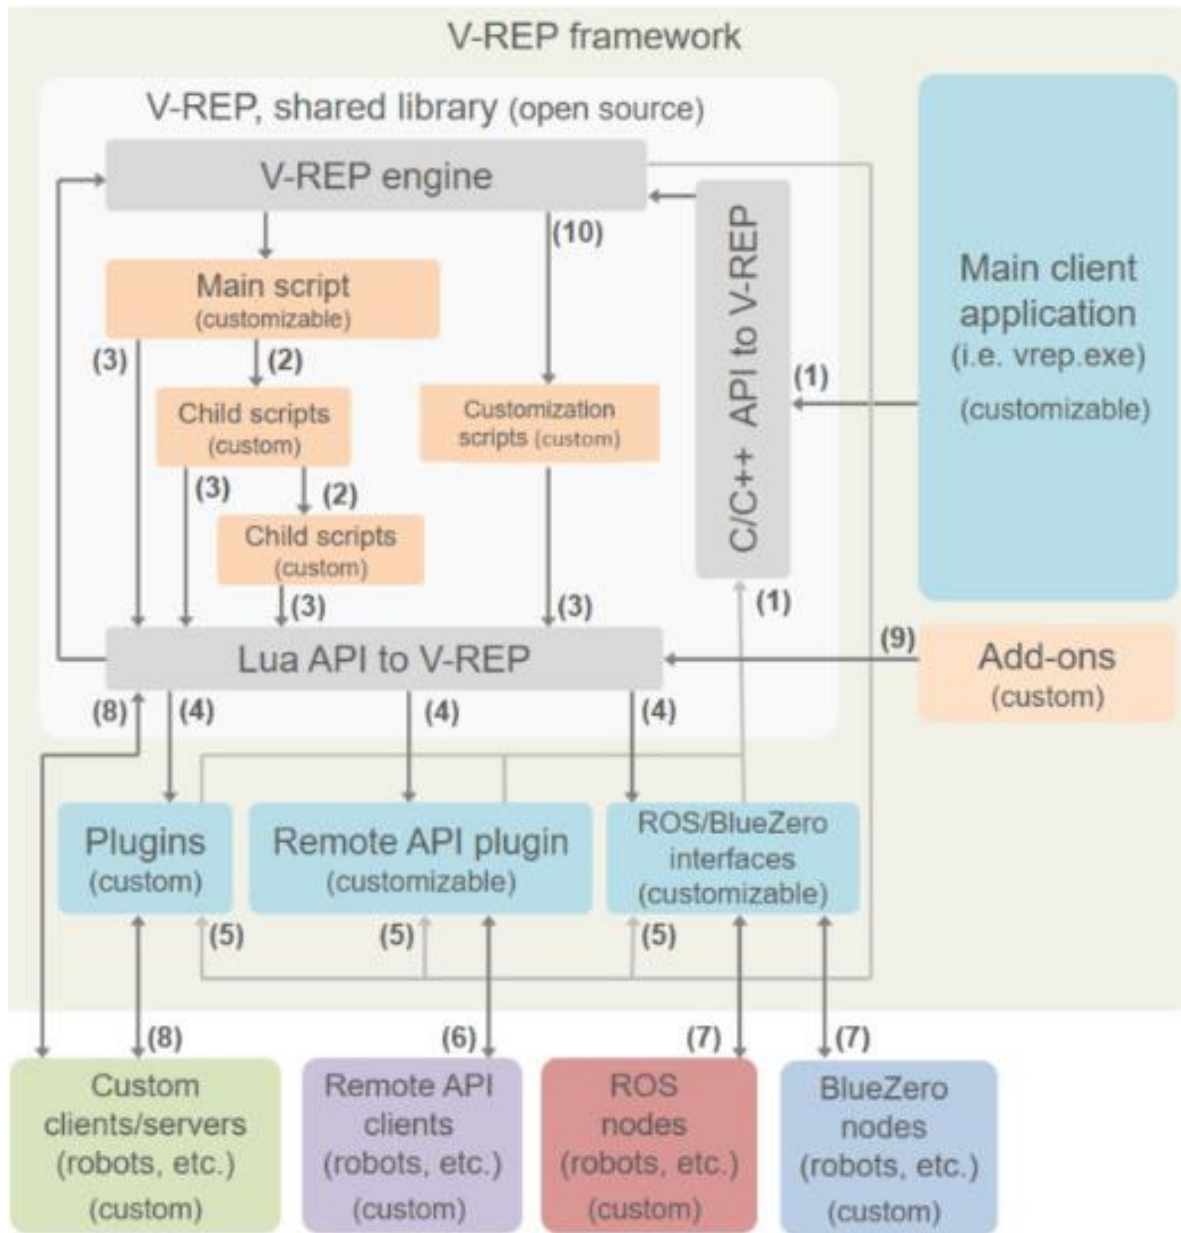 V-REP framework
V-REP, shared library (open source)
V-REP engine
(10)
Main script
(customizable)
(3)
(2)
Child scripts
(custom)
Customization
scripts (custom)
(3)
(2)
Child scripts
(custom)
(3)
(3)
C/C++ API to V-REP
(1)
(1)
Main client
application
(i.e. vrep.exe)
(customizable)
Lua API to V-REP
(9)
Add-ons
(custom)
(8)
(4)
(4)
(4)
Plugins
(custom)
Remote API plugin
(customizable)
ROS/BlueZero
interfaces
(customizable)
(5)
(5)
(5)
(8)
(6)
(7)
(7)
Custom
clients/servers
(robots, etc.)
(custom)
Remote API
clients
(robots, etc.)
(custom)
ROS
nodes
(robots, etc.)
(custom)
BlueZero
nodes
(robots, etc.)
(custom)